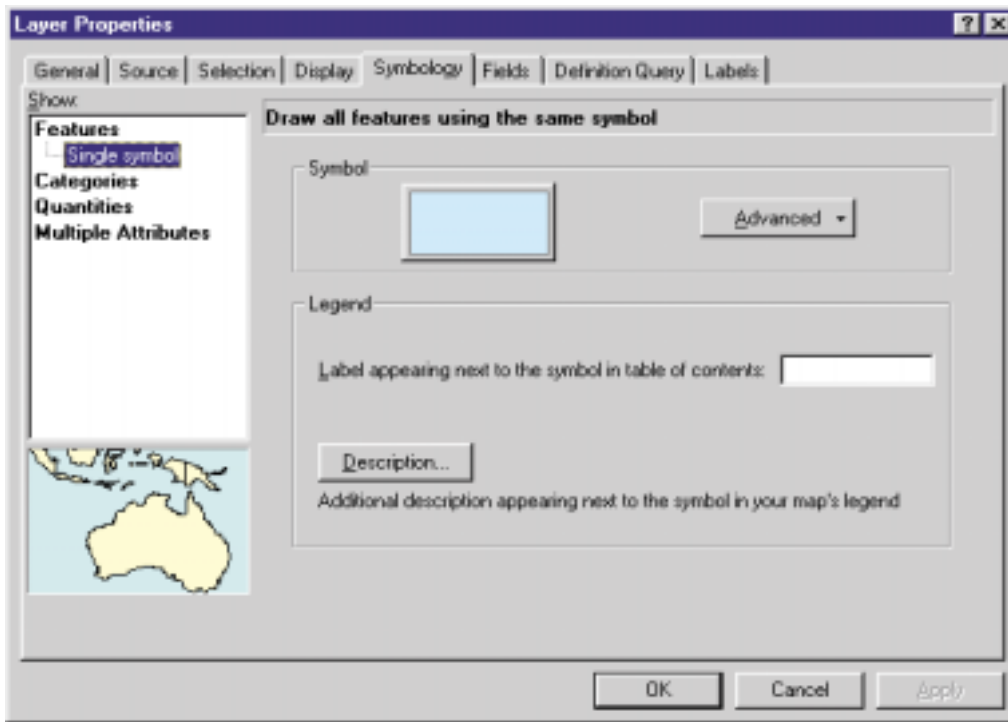 Layer Properties
General Source Selection Display Symbology Fields Definition Query Labels
Show:
Features
Single symbol
Categories
Quantities
Multiple Attributes
Draw all features using the same symbol
Symbol
Advanced
Legend
Label appearing next to the symbol in table of contents:
Description...
Additional description appearing next to the symbol in your map's legend
OK Cancel Apply